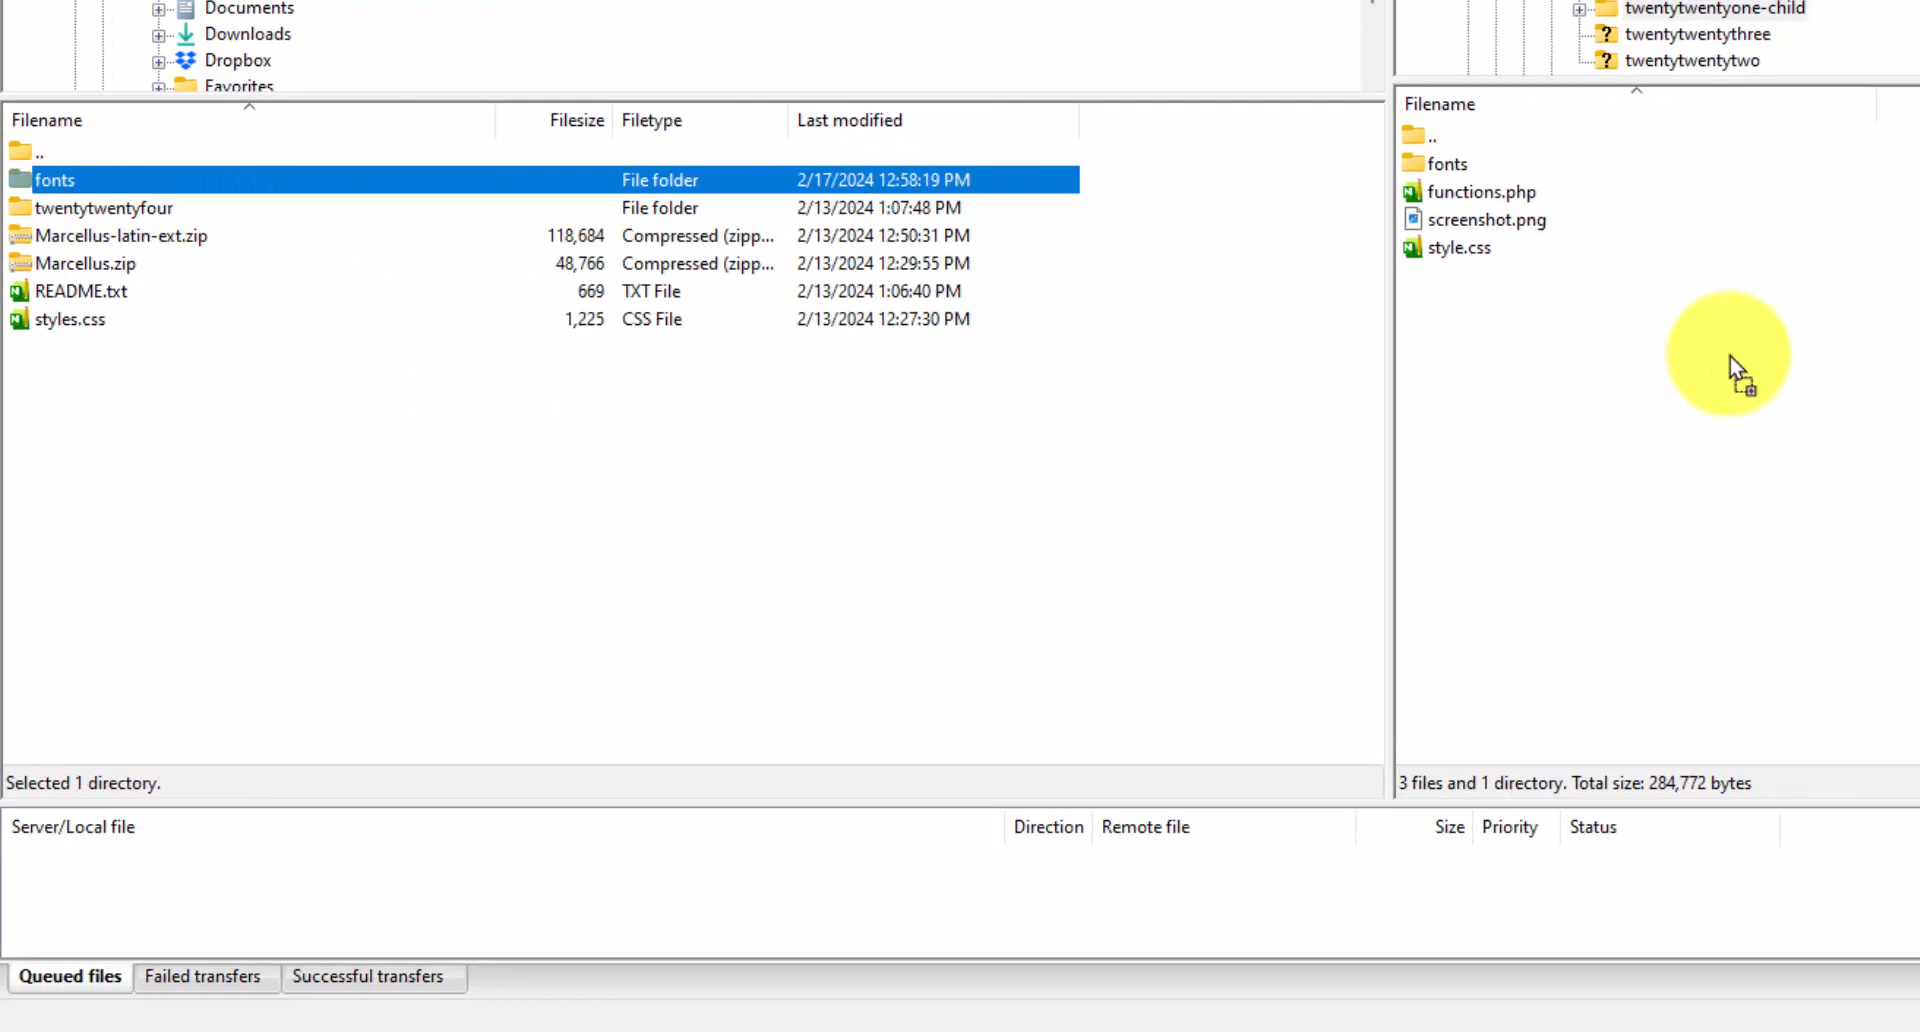 Documents
Downloads
Dropbox
Favorites
twentytwentyone-child
twentytwentythree
twentytwentytwo
Filename Filesize Filetype Last modified
..
fonts File folder 2/17/2024 12:58:19 PM
twentytwentyfour File folder 2/13/2024 1:07:48 PM
Marcellus-latin-ext.zip 118,684 Compressed (zipp... 2/13/2024 12:50:31 PM
Marcellus.zip 48,766 Compressed (zipp... 2/13/2024 12:29:55 PM
README.txt 669 TXT File 2/13/2024 1:06:40 PM
styles.css 1,225 CSS File 2/13/2024 12:27:30 PM
Selected 1 directory.
Filename
..
fonts
functions.php
screenshot.png
style.css
3 files and 1 directory. Total size: 284,772 bytes
Server/Local file Direction Remote file Size Priority Status
Queued files Failed transfers Successful transfers